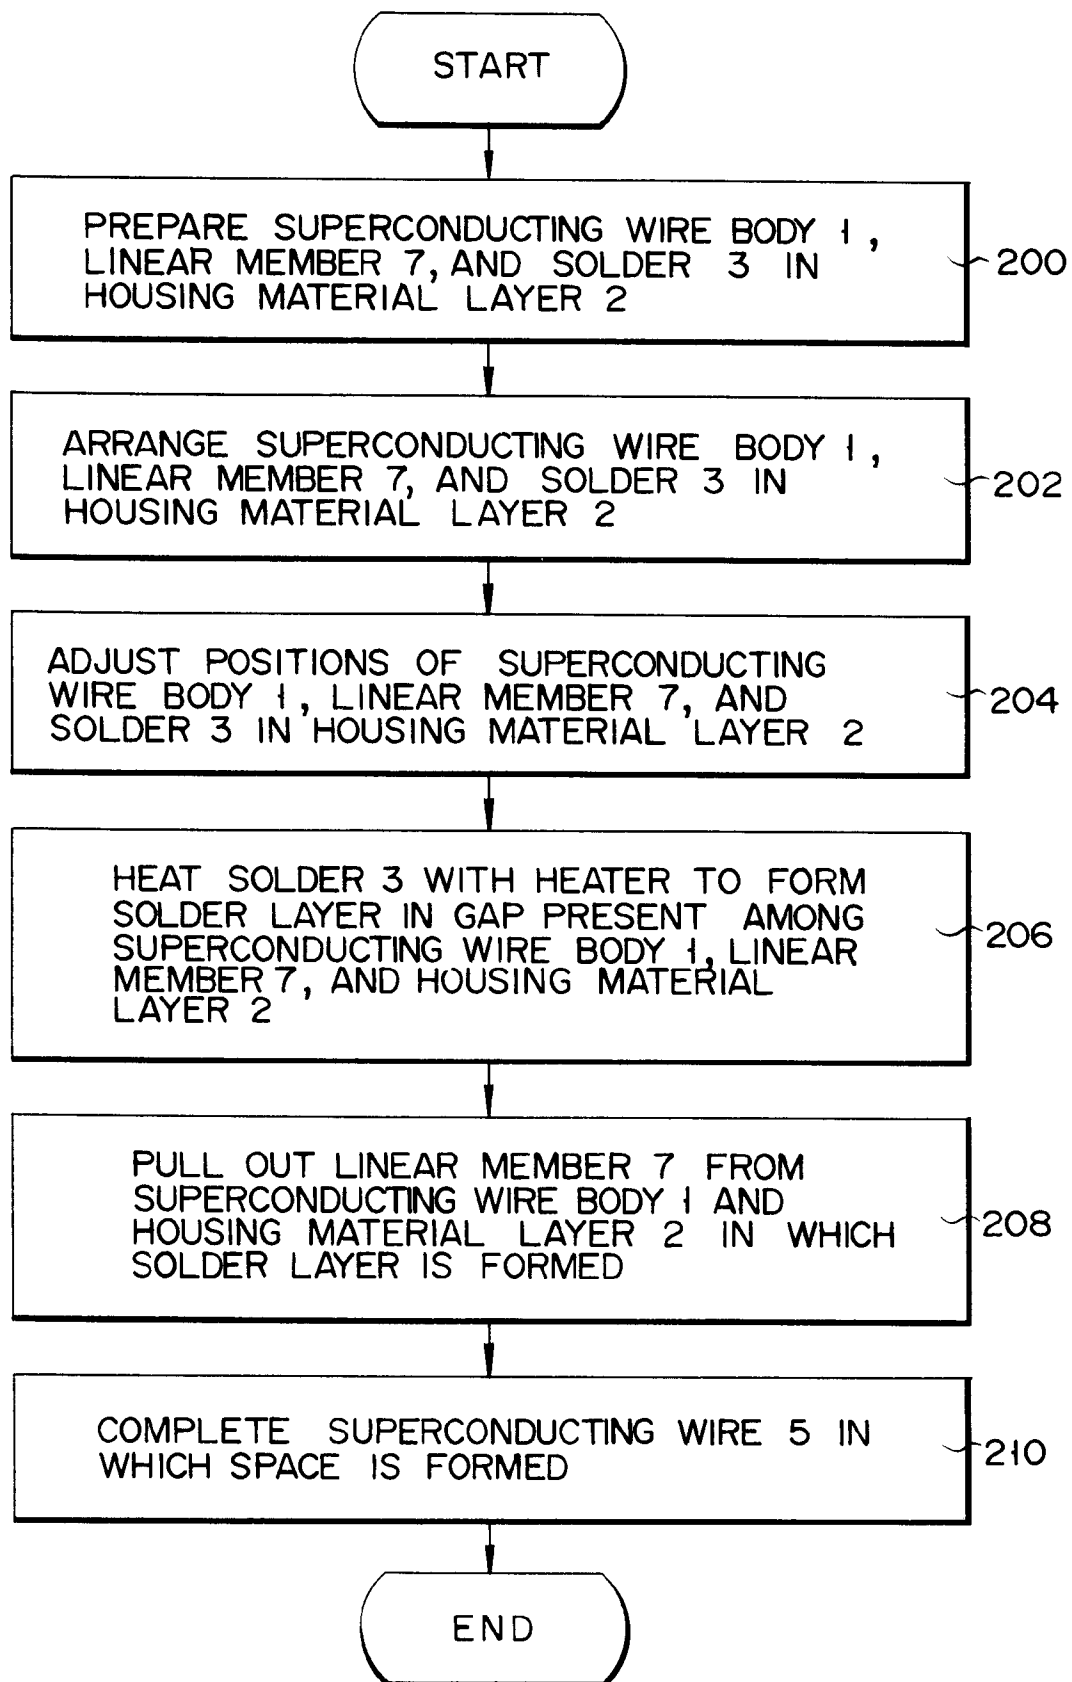 START
PREPARE SUPERCONDUCTING WIRE BODY 1,
LINEAR MEMBER 7, AND SOLDER 3 IN
HOUSING MATERIAL LAYER 2
200
ARRANGE SUPERCONDUCTING WIRE BODY 1,
LINEAR MEMBER 7, AND SOLDER 3 IN
HOUSING MATERIAL LAYER 2
202
ADJUST POSITIONS OF SUPERCONDUCTING
WIRE BODY 1, LINEAR MEMBER 7, AND
SOLDER 3 IN HOUSING MATERIAL LAYER 2
204
HEAT SOLDER 3 WITH HEATER TO FORM
SOLDER LAYER IN GAP PRESENT AMONG
SUPERCONDUCTING WIRE BODY 1, LINEAR
MEMBER 7, AND HOUSING MATERIAL
LAYER 2
206
PULL OUT LINEAR MEMBER 7 FROM
SUPERCONDUCTING WIRE BODY 1 AND
HOUSING MATERIAL LAYER 2 IN WHICH
SOLDER LAYER IS FORMED
208
COMPLETE SUPERCONDUCTING WIRE 5 IN
WHICH SPACE IS FORMED
210
END